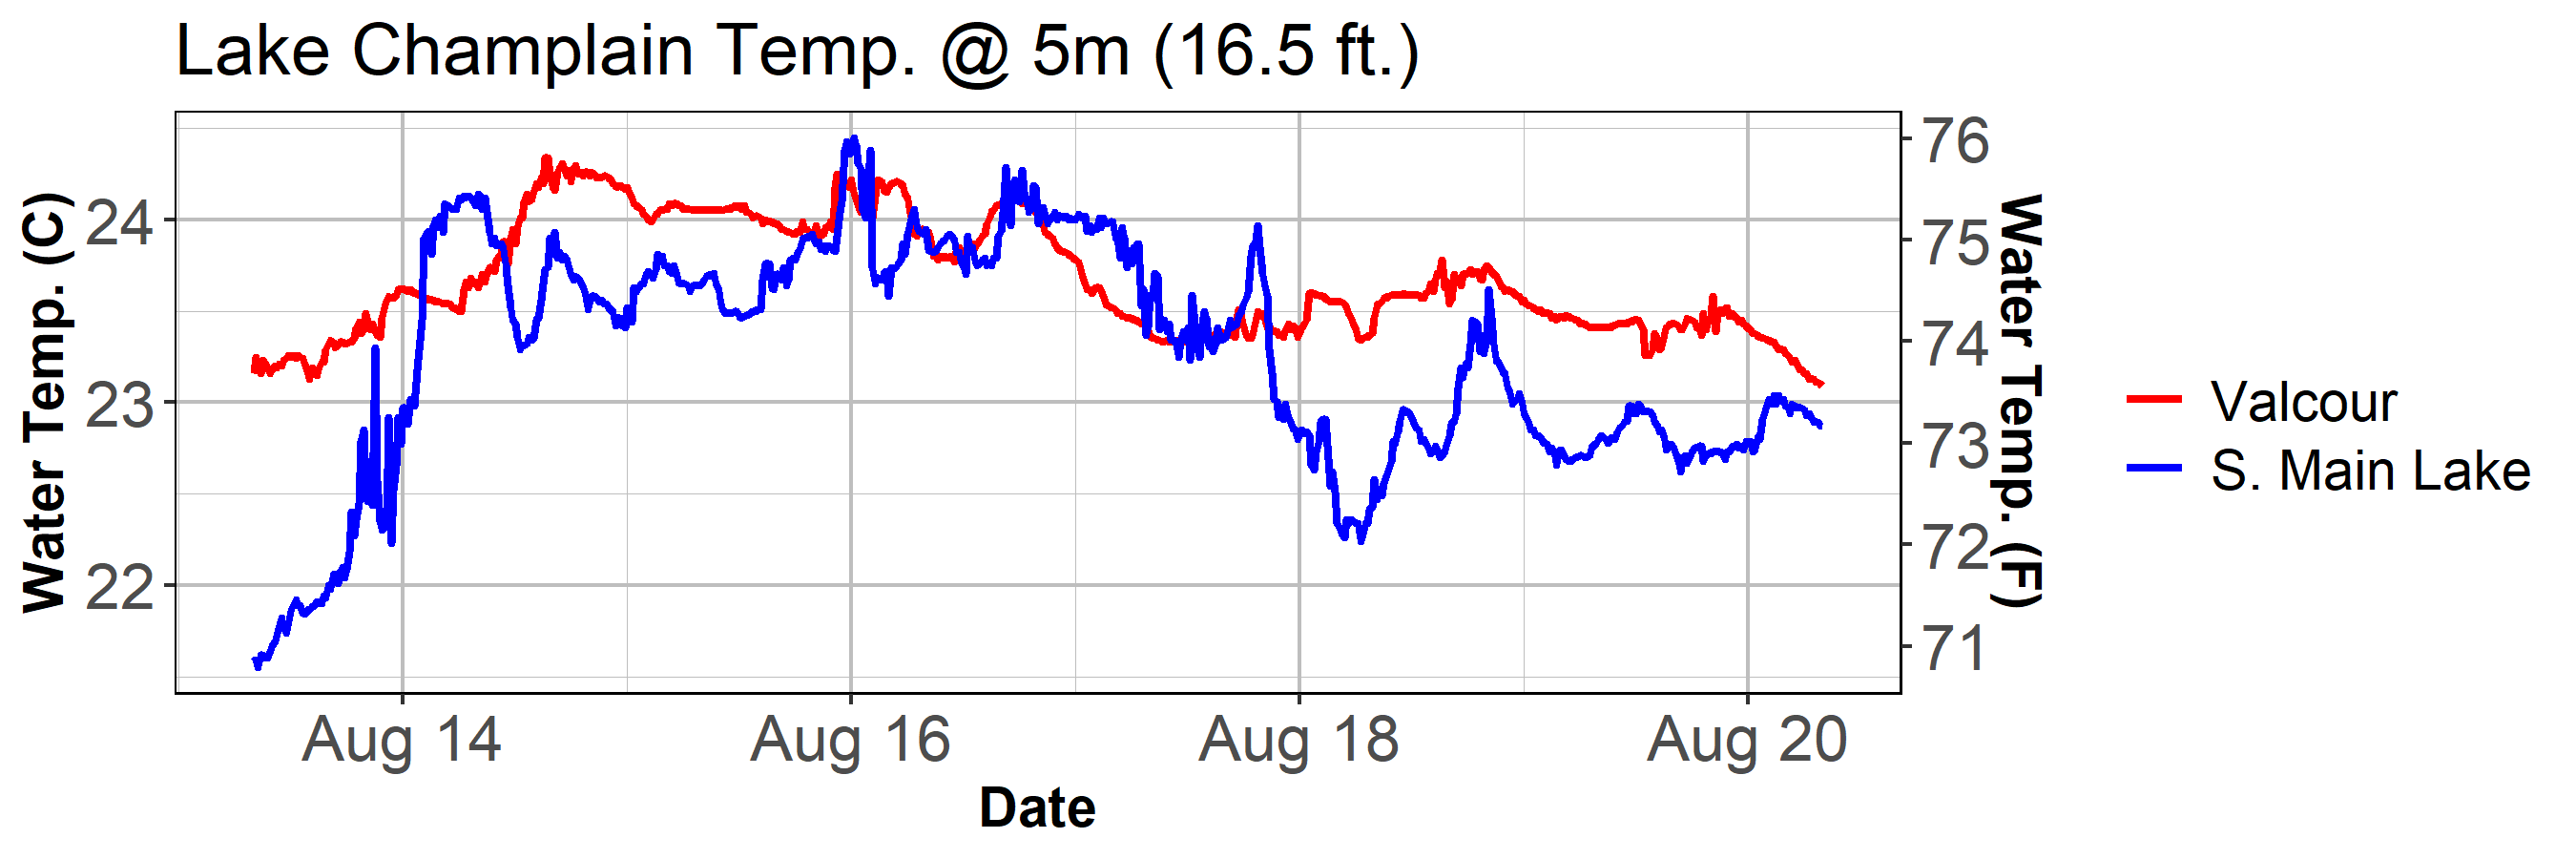 Lake Champlain Temp. @ 5m (16.5 ft.)
Water Temp. (C)
24
23
22
76
75
74
73
72
71
Water Temp. (F)
Aug 14
Aug 16
Aug 18
Aug 20
Date
Valcour
S. Main Lake